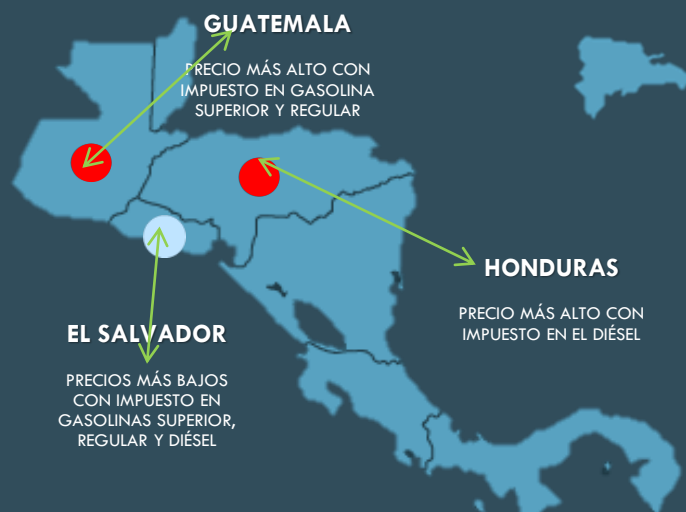 GUATEMALA
PRECIO MÁS ALTO CON
IMPUESTO EN GASOLINA
SUPERIOR Y REGULAR
HONDURAS
PRECIO MÁS ALTO CON
IMPUESTO EN EL DIÉSEL
EL SALVADOR
PRECIOS MÁS BAJOS
CON IMPUESTO EN
GASOLINAS SUPERIOR,
REGULAR Y DIÉSEL